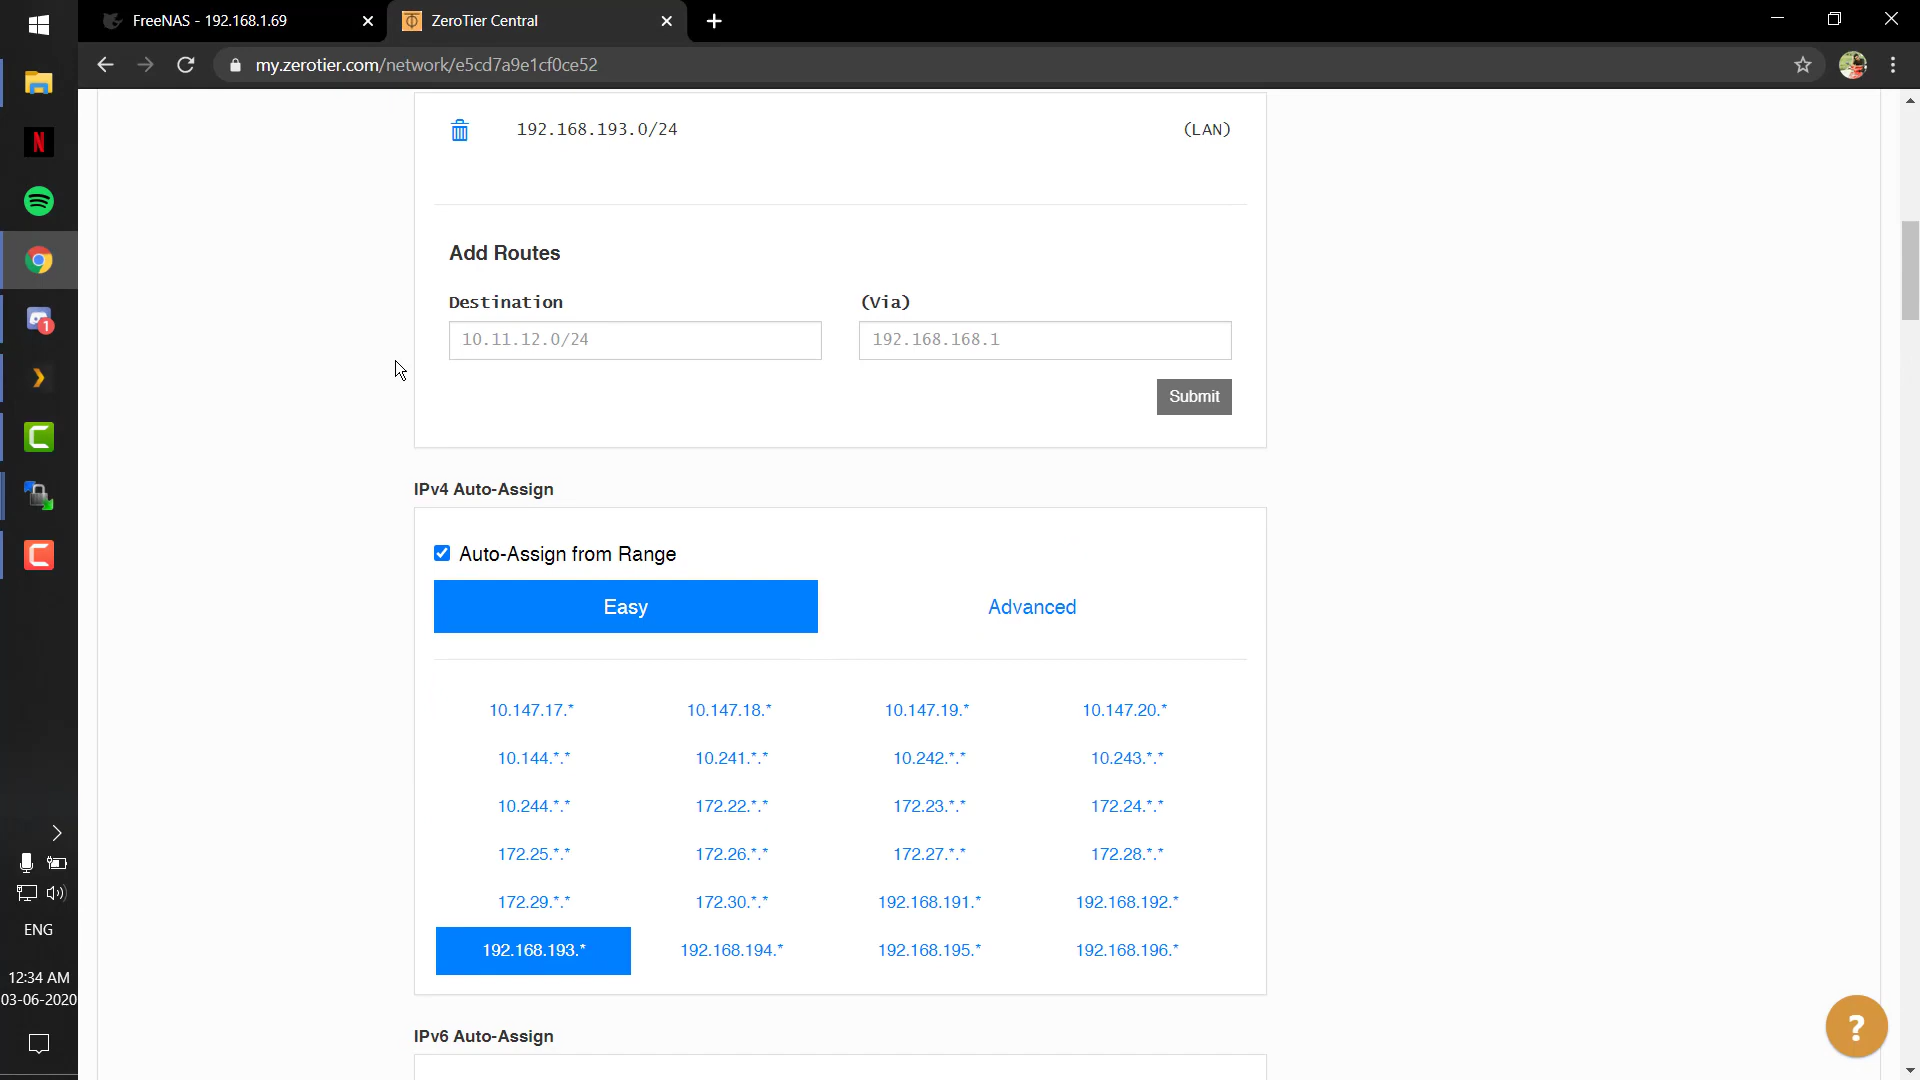 FreeNAS - 192.168.1.69
ZeroTier Central
my.zerotier.com/network/e5cd7a9e1cf0ce52
192.168.193.0/24 (LAN)
Add Routes
Destination (Via)
10.11.12.0/24 192.168.168.1
Submit
IPv4 Auto-Assign
Auto-Assign from Range
Easy Advanced
10.147.17.* 10.147.18.* 10.147.19.* 10.147.20.*
10.144.*.* 10.241.*.* 10.242.*.* 10.243.*.*
10.244.*.* 172.22.*.* 172.23.*.* 172.24.*.*
172.25.*.* 172.26.*.* 172.27.*.* 172.28.*.*
172.29.*.* 172.30.*.* 192.168.191.* 192.168.192.*
192.168.193.* 192.168.194.* 192.168.195.* 192.168.196.*
IPv6 Auto-Assign
?
N
1
ENG
12:34 AM
03-06-2020